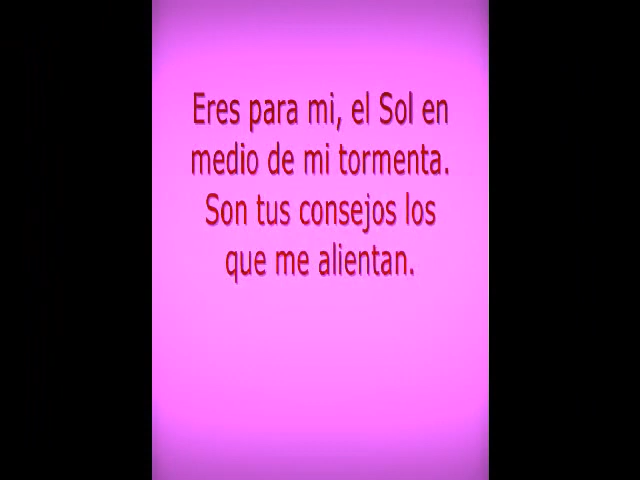 Eres para mi, el Sol en
medio de mi tormenta.
Son tus consejos los
que me alientan.